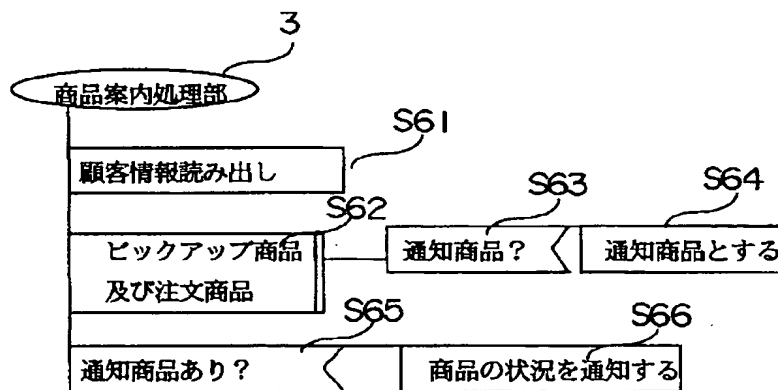 3
商品案内処理部
S61
顧客情報読み出し
S62
ピックアップ商品
及び注文商品
S63
通知商品?
S64
通知商品とする
S65
通知商品あり?
S66
商品の状況を通知する